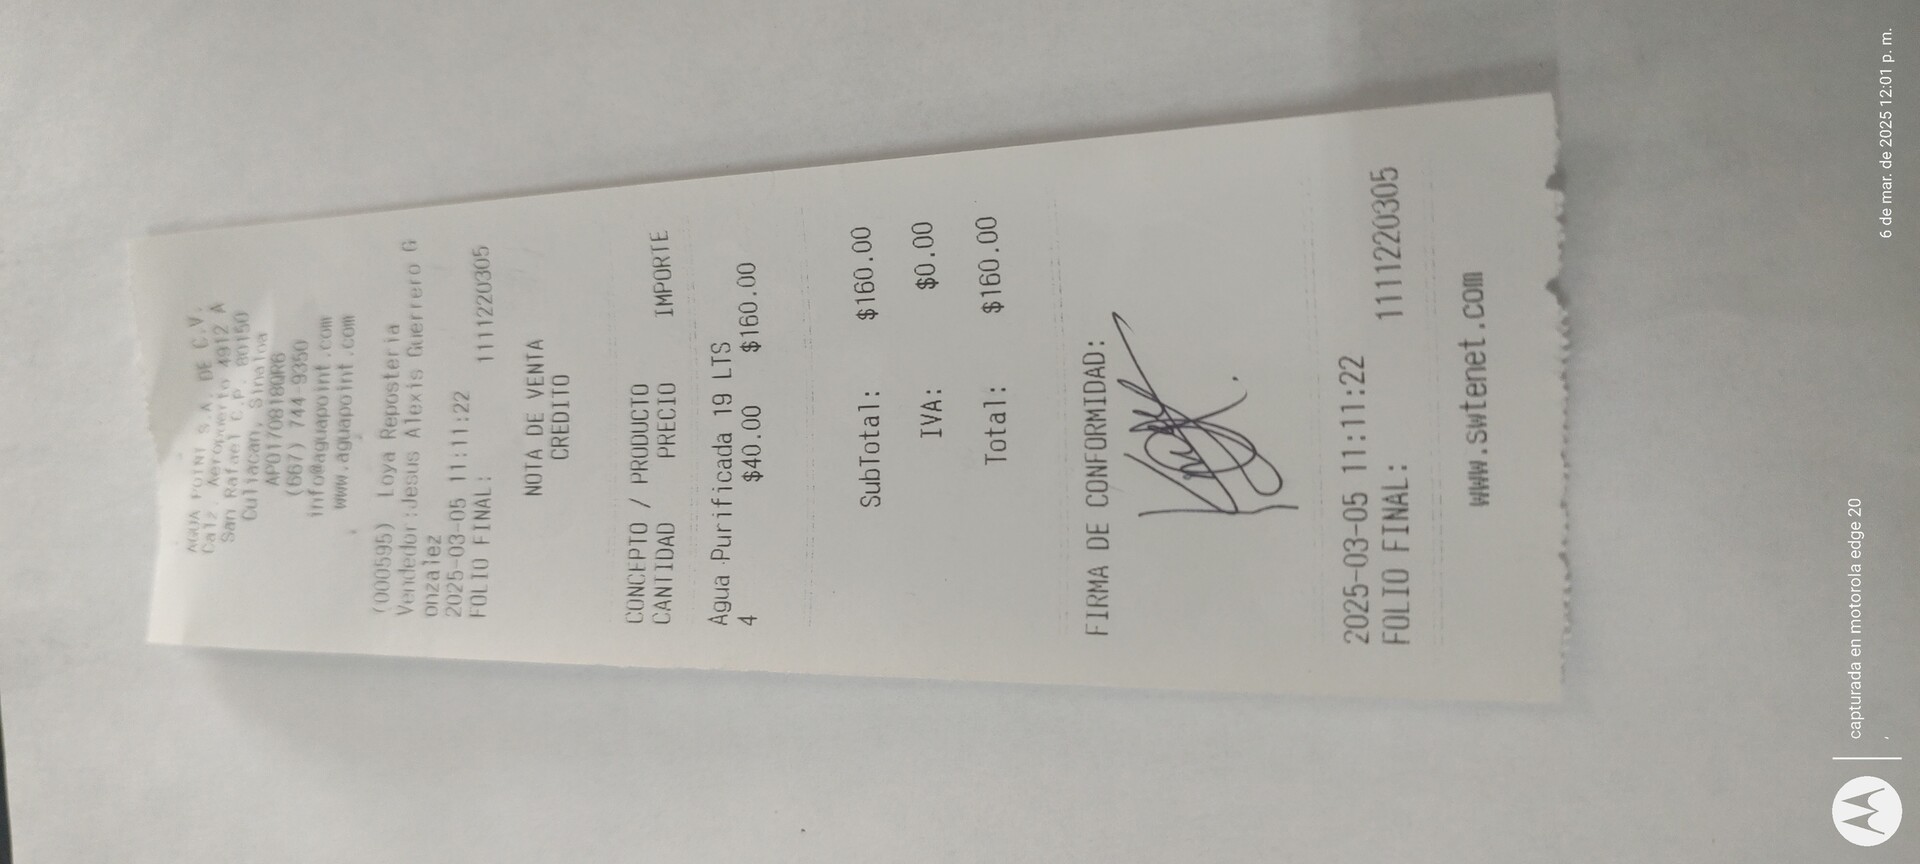 AGUA POINT S.A. DE C.V.
Calz. Aeropuerto 4912 A
San Rafael C.P. 80150
Culiacan, Sinaloa
APO170818QR6
(667) 744-9350
info@aguapoint.com
www.aguapoint.com
(000595) Loya Reposteria
Vendedor:Jesus Alexis Guerrero G
onzalez
2025-03-05 11:11:22
FOLIO FINAL: 1111220305
NOTA DE VENTA
CREDITO
CONCEPTO / PRODUCTO
CANTIDAD PRECIO IMPORTE
Agua Purificada 19 LTS
4 $40.00 $160.00
SubTotal: $160.00
IVA: $0.00
Total: $160.00
FIRMA DE CONFORMIDAD:
2025-03-05 11:11:22
FOLIO FINAL: 1111220305
www.swtenet.com
capturada en motorola edge 20
6 de mar. de 2025 12:01 p. m.